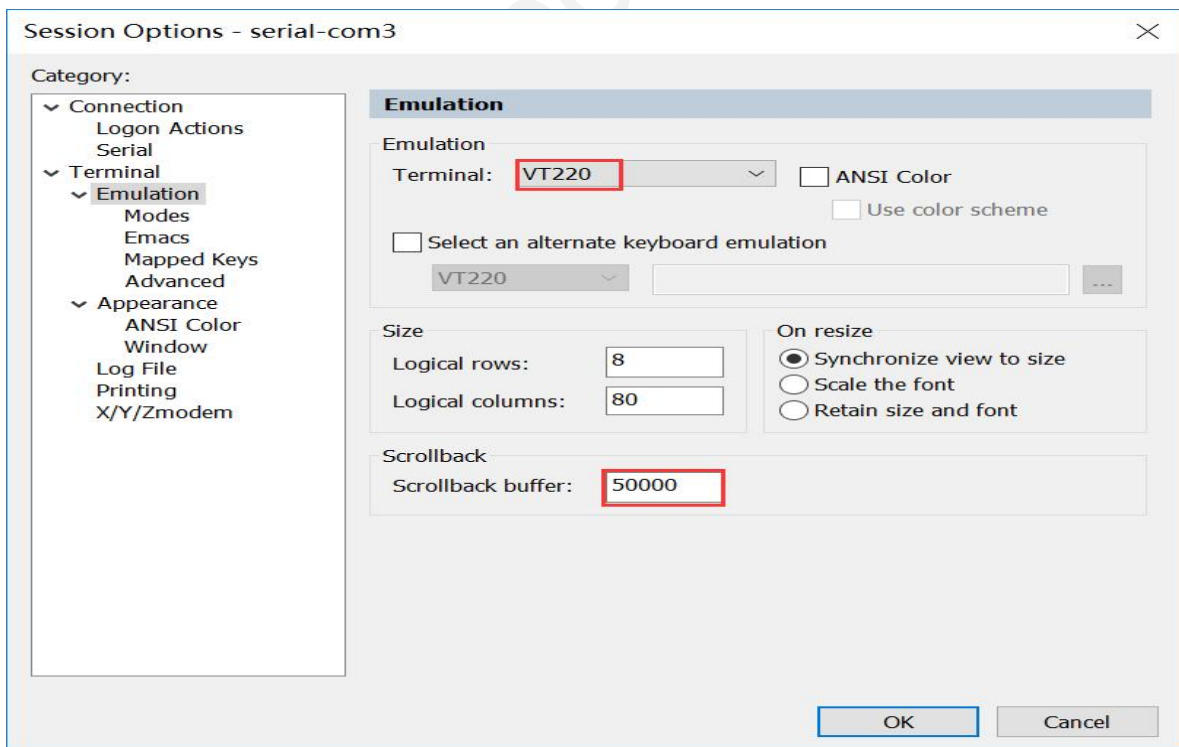 Session Options - serial-com3
Category:
Connection
Logon Actions
Serial
Terminal
Emulation
Modes
Emacs
Mapped Keys
Advanced
Appearance
ANSI Color
Window
Log File
Printing
X/Y/Zmodem
Emulation
Emulation
Terminal: VT220 ANSI Color
Use color scheme
Select an alternate keyboard emulation
VT220 ...
Size
Logical rows: 8
Logical columns: 80
On resize
Synchronize view to size
Scale the font
Retain size and font
Scrollback
Scrollback buffer: 50000
OK Cancel